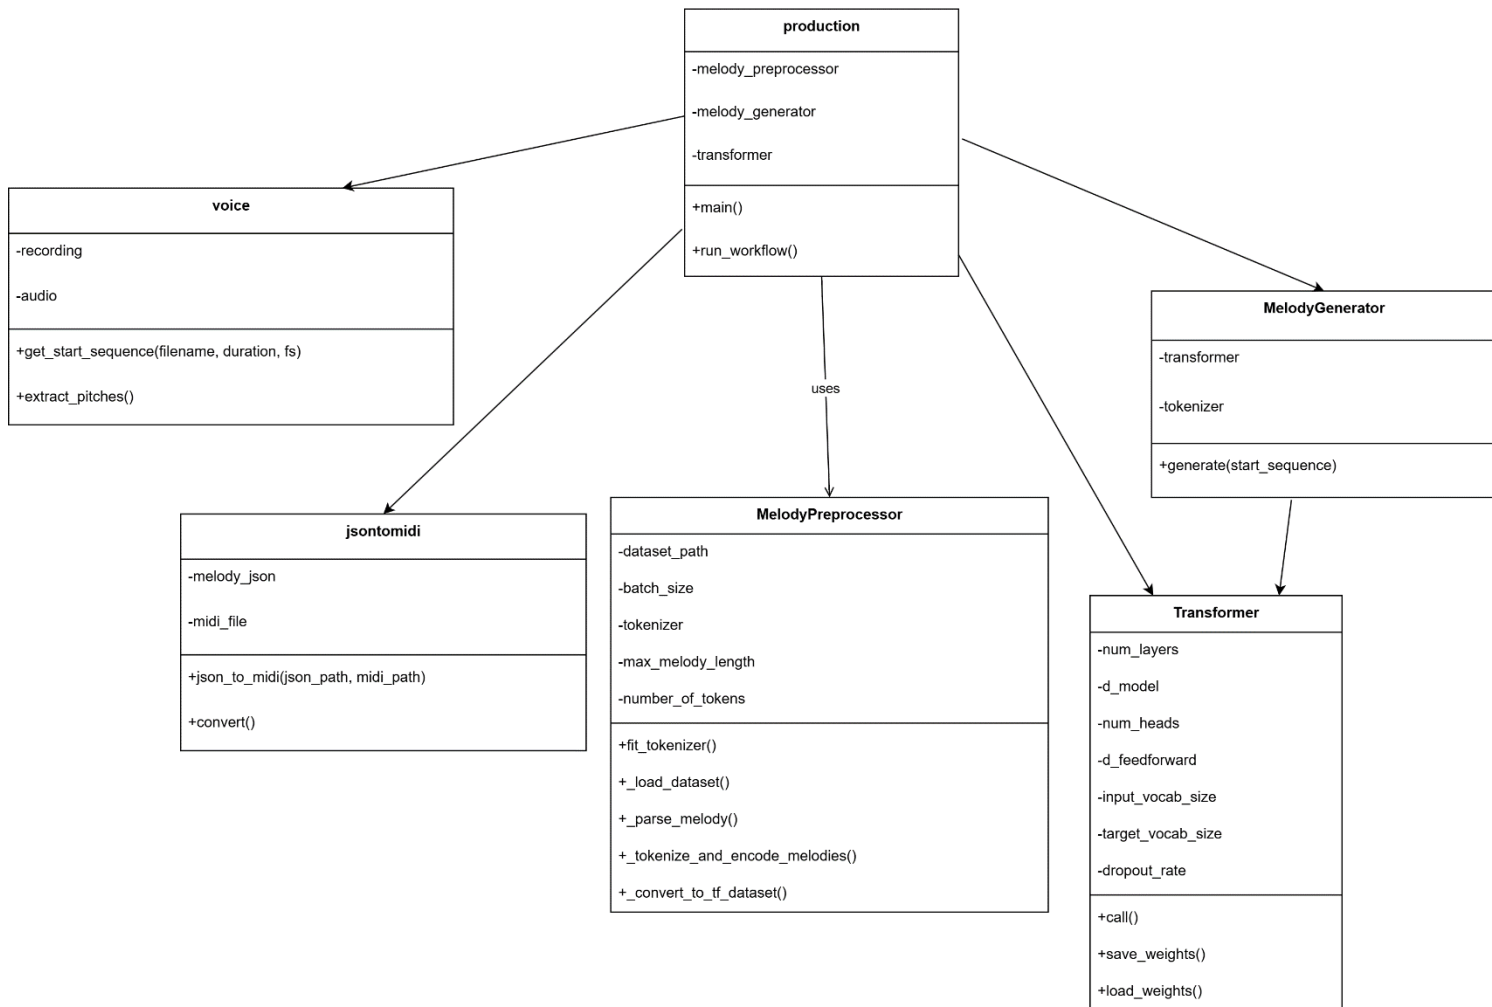 production
-melody_preprocessor
-melody_generator
-transformer
+main()
+run_workflow()
voice
-recording
-audio
+get_start_sequence(filename, duration, fs)
+extract_pitches()
uses
MelodyGenerator
-transformer
-tokenizer
+generate(start_sequence)
jsontomidi
-melody_json
-midi_file
+json_to_midi(json_path, midi_path)
+convert()
MelodyPreprocessor
-dataset_path
-batch_size
-tokenizer
-max_melody_length
-number_of_tokens
+fit_tokenizer()
+_load_dataset()
+_parse_melody()
+_tokenize_and_encode_melodies()
+_convert_to_tf_dataset()
Transformer
-num_layers
-d_model
-num_heads
-d_feedforward
-input_vocab_size
-target_vocab_size
-dropout_rate
+call()
+save_weights()
+load_weights()